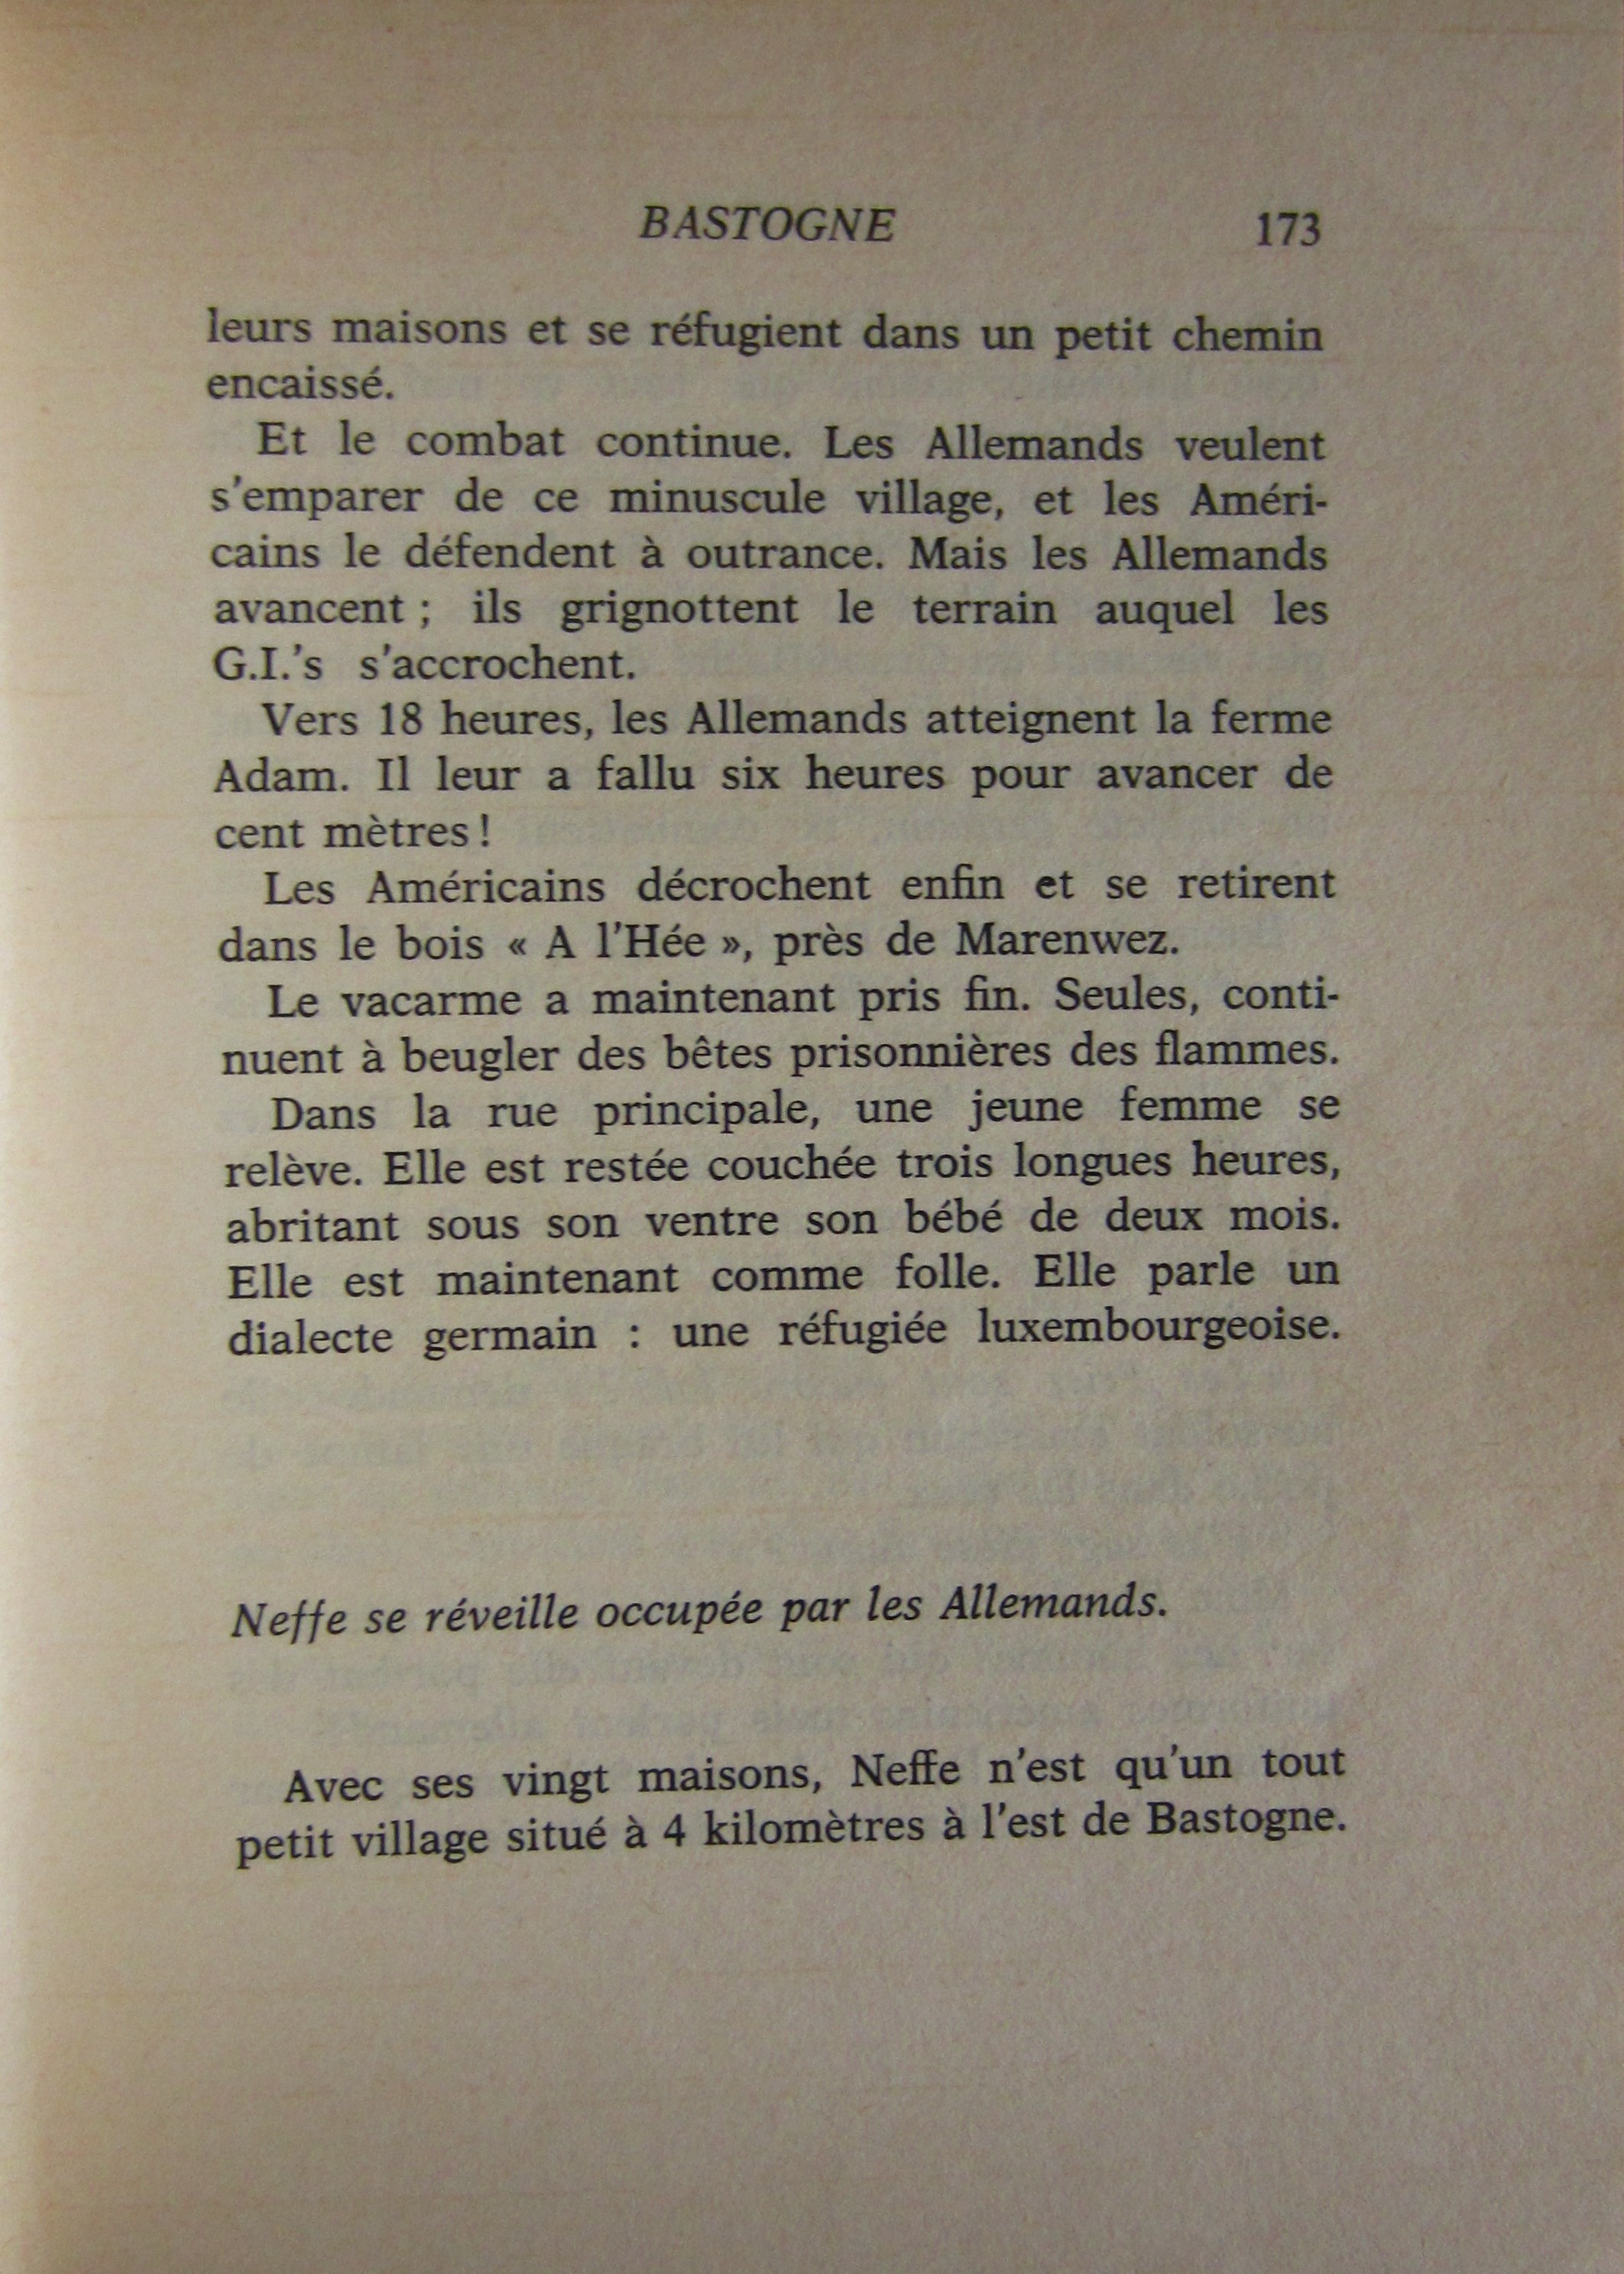 BASTOGNE 173
leurs maisons et se réfugient dans un petit chemin
encaissé.
Et le combat continue. Les Allemands veulent
s'emparer de ce minuscule village, et les Améri-
cains le défendent à outrance. Mais les Allemands
avancent ; ils grignottent le terrain auquel les
G.I.'s s'accrochent.
Vers 18 heures, les Allemands atteignent la ferme
Adam. Il leur a fallu six heures pour avancer de
cent mètres !
Les Américains décrochent enfin et se retirent
dans le bois « A l'Hée », près de Marenwez.
Le vacarme a maintenant pris fin. Seules, conti-
nuent à beugler des bêtes prisonnières des flammes.
Dans la rue principale, une jeune femme se
relève. Elle est restée couchée trois longues heures,
abritant sous son ventre son bébé de deux mois.
Elle est maintenant comme folle. Elle parle un
dialecte germain : une réfugiée luxembourgeoise.
Neffe se réveille occupée par les Allemands.
Avec ses vingt maisons, Neffe n'est qu'un tout
petit village situé à 4 kilomètres à l'est de Bastogne.